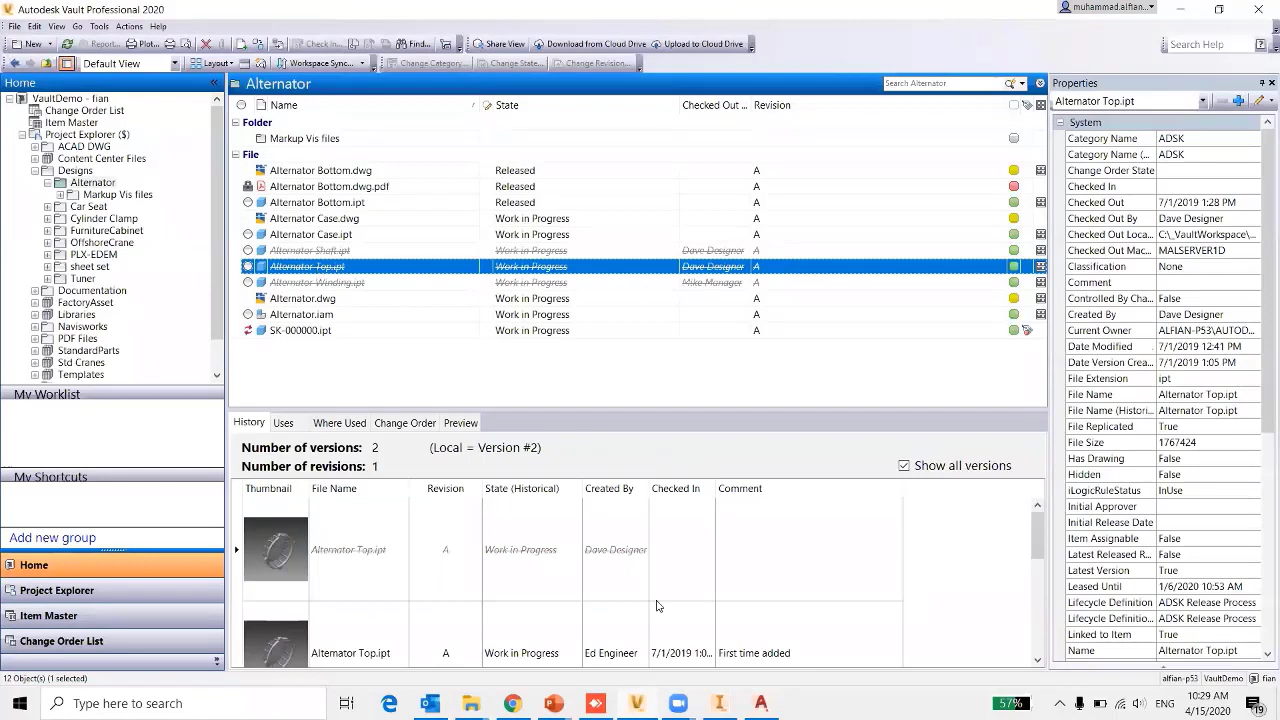 Autodesk Vault Professional 2020
muhammad.alfian...
File Edit View Go Tools Actions Help
New Report... Plot... Check In... Find... Share View Download from Cloud Drive Upload to Cloud Drive
Search Help
Default View Layout Workspace Sync... Change Category... Change State... Change Revision...
Home
VaultDemo - fian
Change Order List
Item Master
Project Explorer ($)
ACAD DWG
Content Center Files
Designs
Alternator
Markup Vis files
Car Seat
Cylinder Clamp
FurnitureCabinet
OffshoreCrane
PLX-EDEM
sheet set
Tuner
Documentation
FactoryAsset
Libraries
Navisworks
PDF Files
StandardParts
Std Cranes
Templates
My Worklist
My Shortcuts
Add new group
Home
Project Explorer
Item Master
Change Order List
12 Object(s) (1 selected)
Alternator
Search Alternator
Name State Checked Out ... Revision
Folder
Markup Vis files
File
Alternator Bottom.dwg Released A
Alternator Bottom.dwg.pdf Released A
Alternator Bottom.ipt Released A
Alternator Case.dwg Work in Progress A
Alternator Case.ipt Work in Progress A
Alternator Shaft.ipt Work in Progress Dave Designer A
Alternator Top.ipt Work in Progress Dave Designer A
Alternator Winding.ipt Work in Progress Mike Manager A
Alternator.dwg Work in Progress A
Alternator.iam Work in Progress A
SK-000000.ipt Work in Progress A
History Uses Where Used Change Order Preview
Number of versions: 2 (Local = Version #2)
Number of revisions: 1
Show all versions
Thumbnail File Name Revision State (Historical) Created By Checked In Comment
Alternator Top.ipt A Work in Progress Dave Designer
Alternator Top.ipt A Work in Progress Ed Engineer 7/1/2019 1:0... First time added
Properties
Alternator Top.ipt
System
Category Name ADSK
Category Name (... ADSK
Change Order State
Checked In
Checked Out 7/1/2019 1:28 PM
Checked Out By Dave Designer
Checked Out Loca... C:\_VaultWorkspace\...
Checked Out Mac... MALSERVER1D
Classification None
Comment
Controlled By Cha... False
Created By Dave Designer
Current Owner ALFIAN-P53\AUTOD...
Date Modified 7/1/2019 12:41 PM
Date Version Crea... 7/1/2019 1:05 PM
File Extension ipt
File Name Alternator Top.ipt
File Name (Histori... Alternator Top.ipt
File Replicated True
File Size 1767424
Has Drawing False
Hidden False
iLogicRuleStatus InUse
Initial Approver
Initial Release Date
Item Assignable False
Latest Released R... False
Latest Version True
Leased Until 1/6/2020 10:53 AM
Lifecycle Definition ADSK Release Process
Lifecycle Definitio... ADSK Release Process
Linked to Item True
Name Alternator Top.ipt
alfian-p53 VaultDemo fian
Type here to search
57%
ENG
10:29 AM
4/15/2020
19